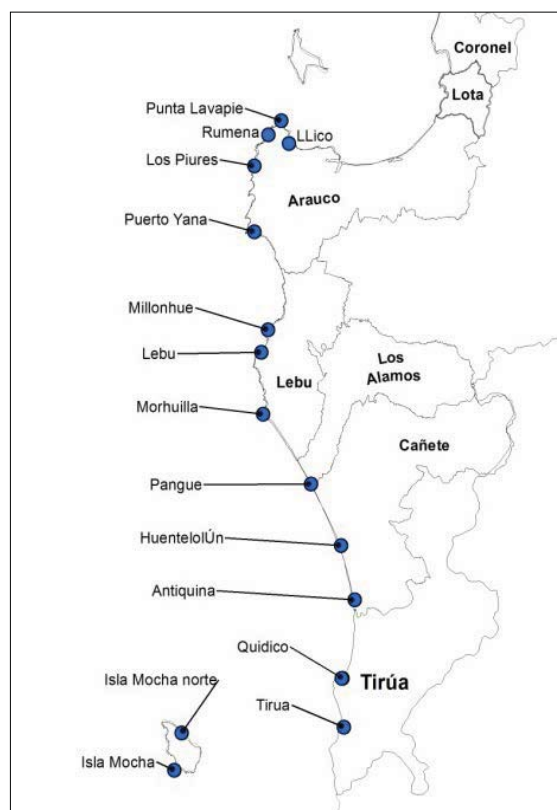 Coronel
Lota
Punta Lavapie
Rumena
LLico
Los Piures
Arauco
Puerto Yana
Millonhue
Lebu
Los
Alamos
Lebu
Morhuilla
Cañete
Pangue
HuentelolÚn
Antiquina
Quidico
Tirúa
Isla Mocha norte
Tirua
Isla Mocha